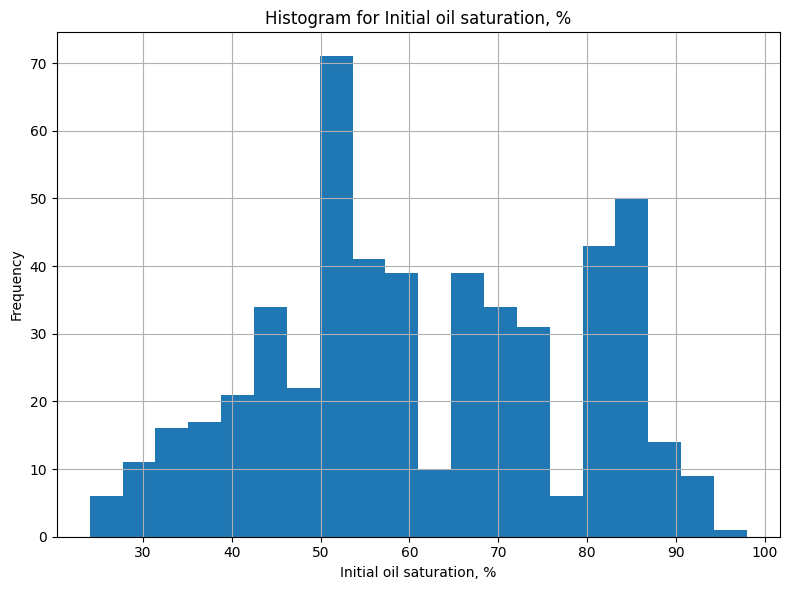 Histogram for Initial oil saturation, %
Frequency
70
60
50
40
30
20
10
0
30 40 50 60 70 80 90 100
Initial oil saturation, %